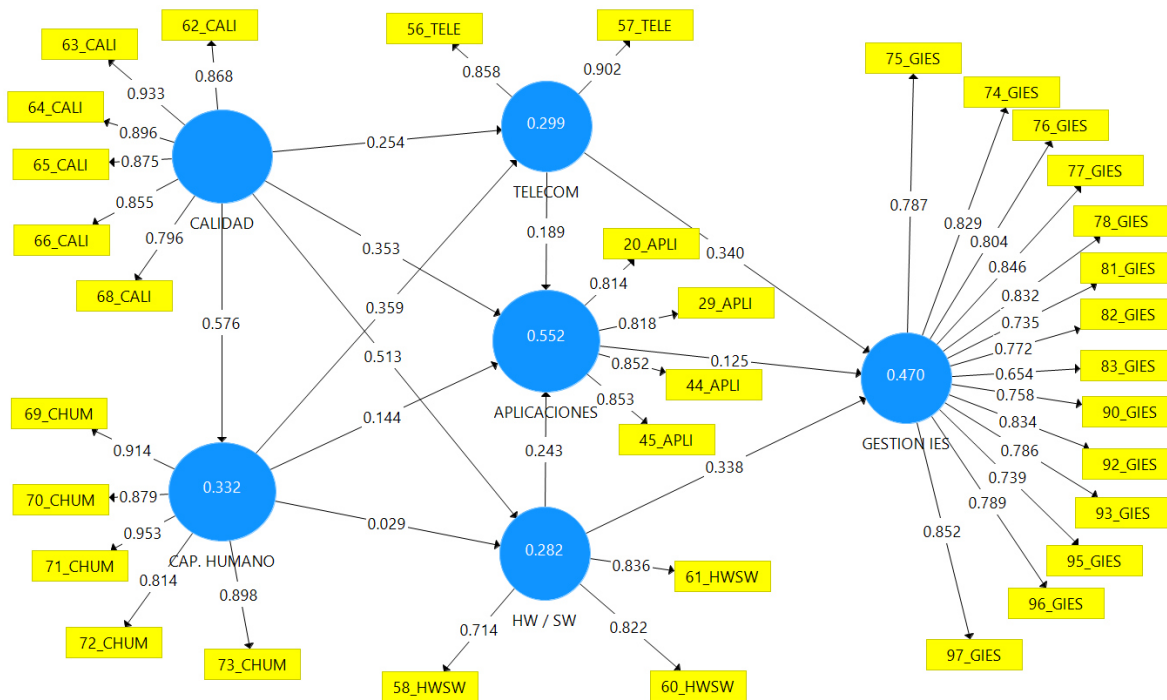 62_CALI
56_TELE
57_TELE
63_CALI
75_GIES
0.868
0.858
0.902
74_GIES
0.933
64_CALI
76_GIES
0.896
0.299
65_CALI
0.875
0.254
77_GIES
0.855
TELECOM
66_CALI
CALIDAD
0.796
0.787
0.829
78_GIES
0.189
20_APLI
0.804
0.353
0.340
0.846
81_GIES
0.814
68_CALI
0.832
29_APLI
0.359
0.735
82_GIES
0.576
0.818
0.772
0.552
0.513
0.125
0.852
0.470
0.654
83_GIES
44_APLI
0.758
90_GIES
69_CHUM
APLICACIONES
0.853
0.144
0.834
45_APLI
GESTION IES
0.914
0.243
0.786
92_GIES
0.338
0.739
70_CHUM
0.879
0.332
0.789
93_GIES
0.953
0.029
0.852
0.282
71_CHUM
CAP. HUMANO
0.836
61_HWSW
95_GIES
0.814
0.898
HW / SW
96_GIES
0.714
0.822
72_CHUM
73_CHUM
97_GIES
58_HWSW
60_HWSW